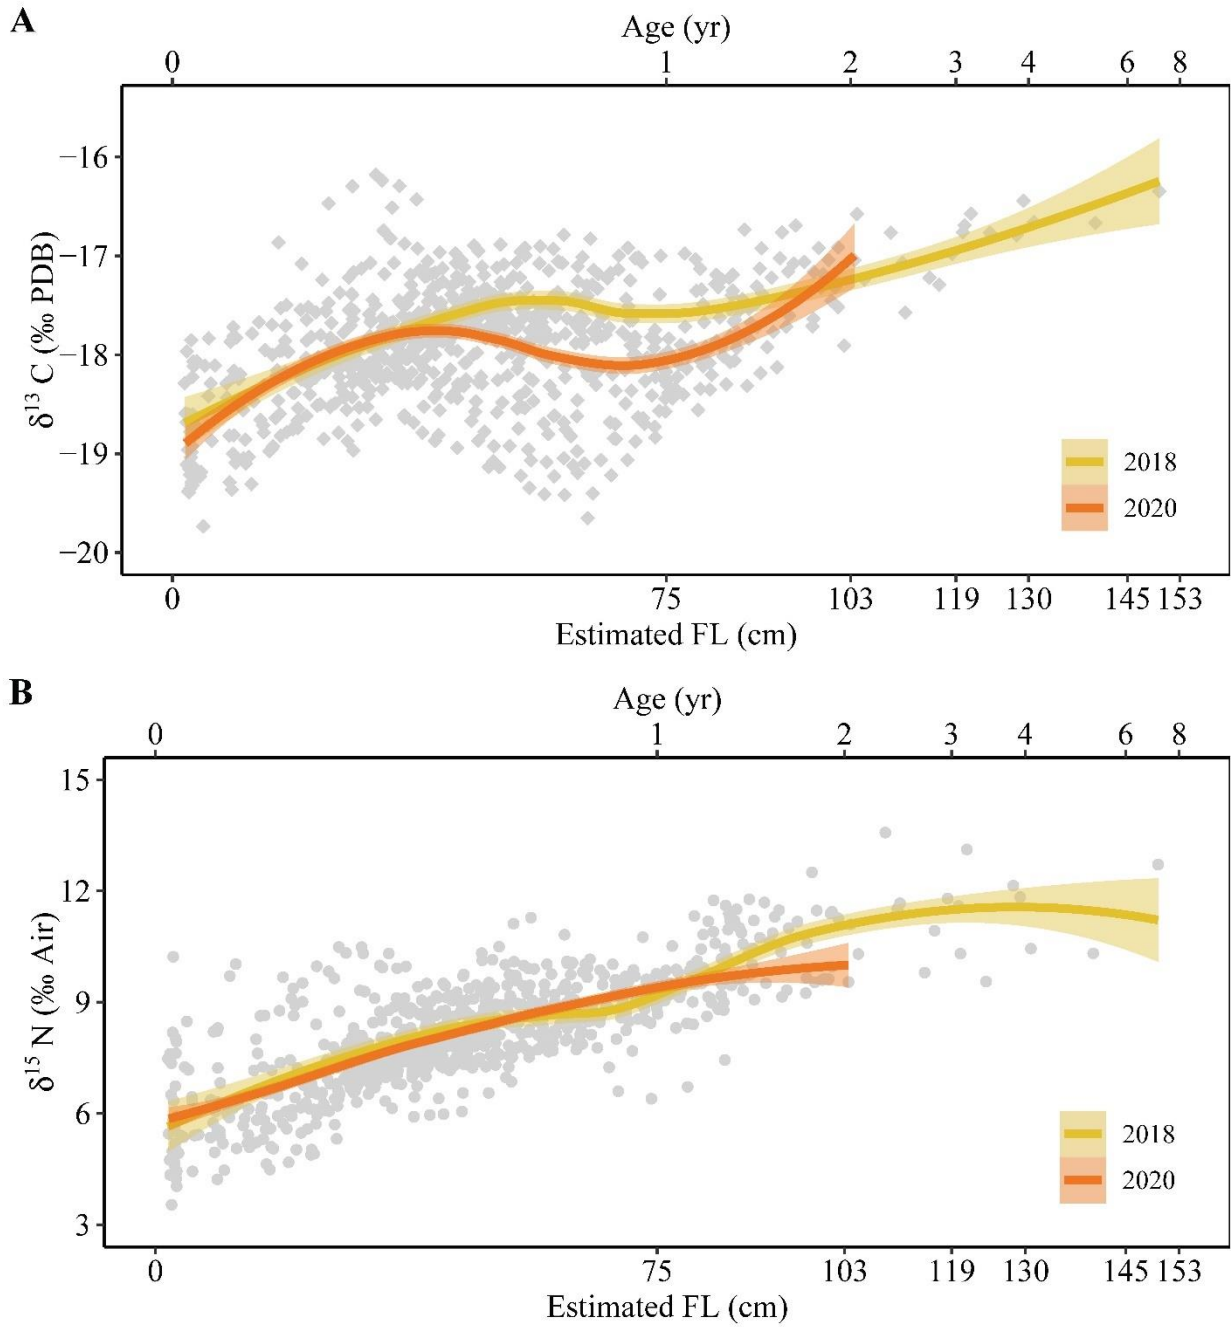 A
Age (yr)
0 1 2 3 4 6 8
−16
−17
−18
−19
−20
δ¹³ C (‰ PDB)
2018
2020
0 75 103 119 130 145 153
Estimated FL (cm)
B
Age (yr)
0 1 2 3 4 6 8
15
12
9
6
3
δ¹⁵ N (‰ Air)
2018
2020
0 75 103 119 130 145 153
Estimated FL (cm)